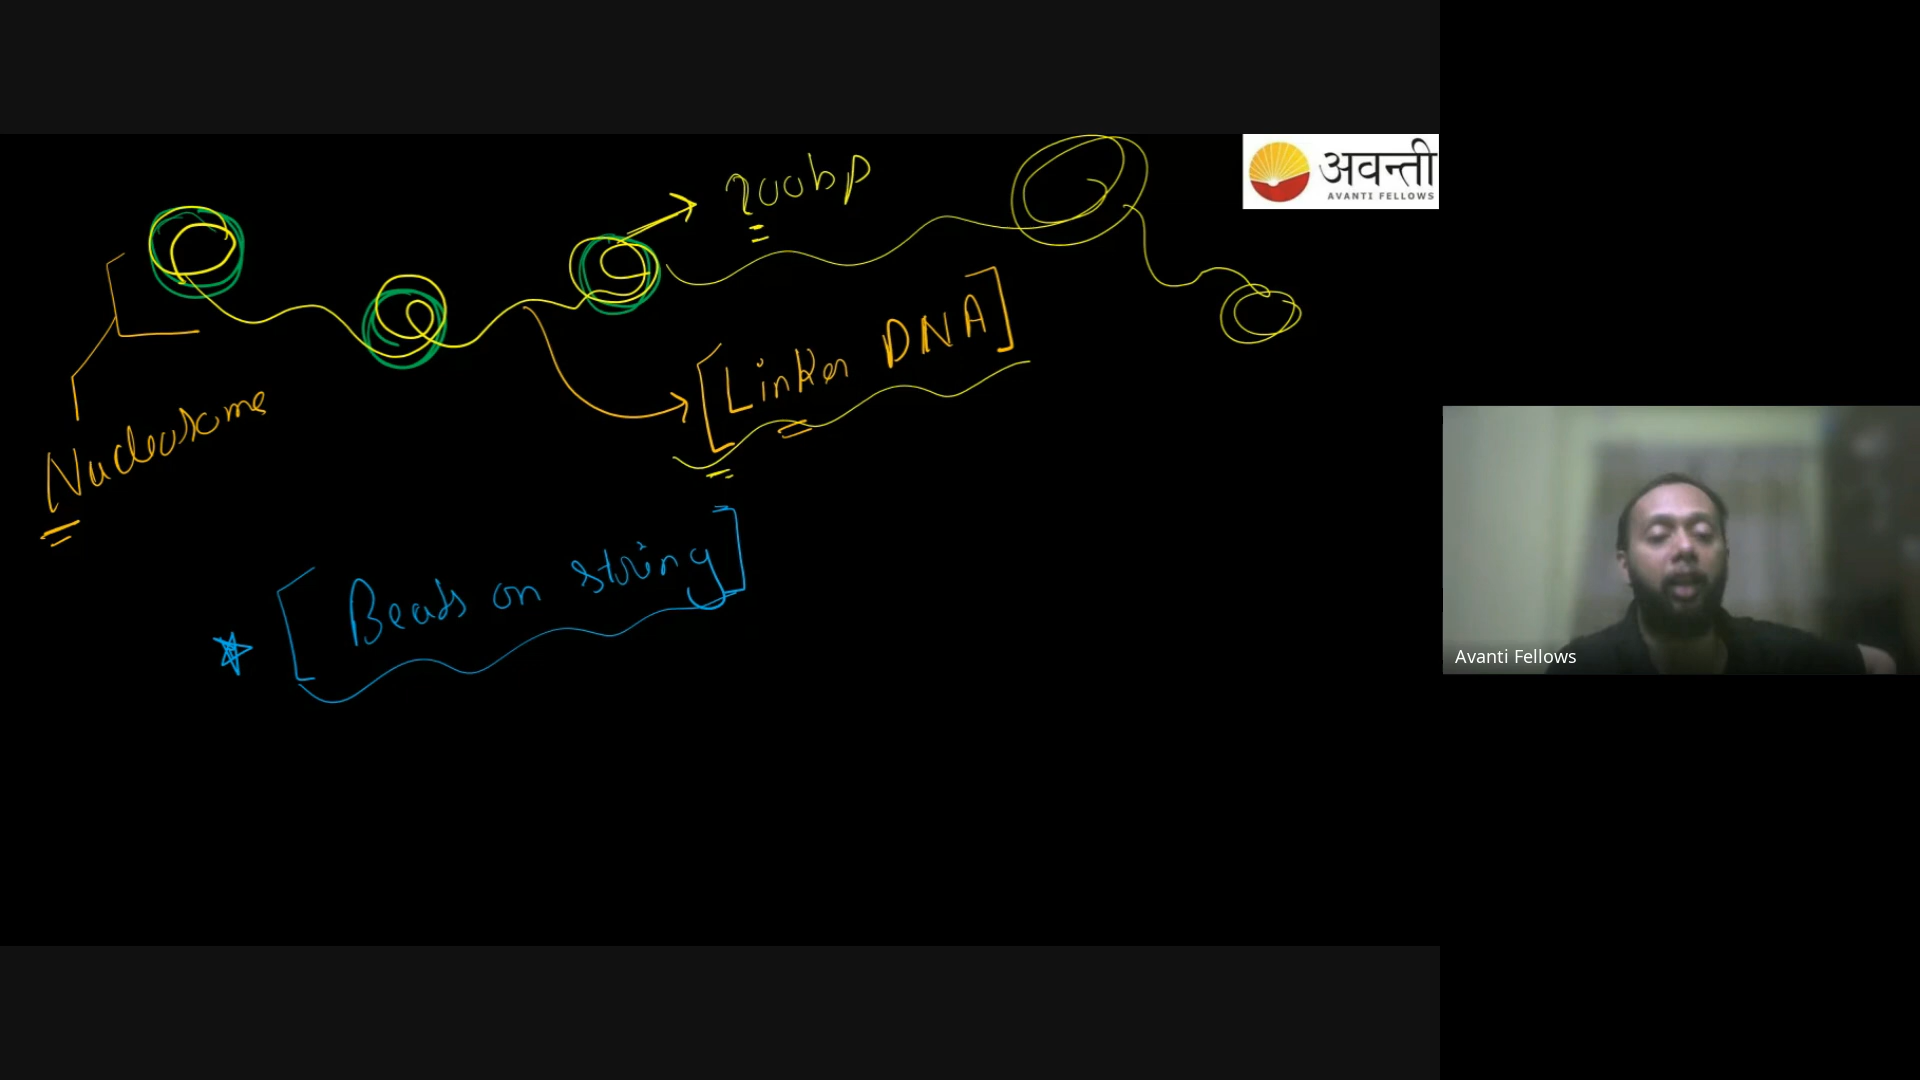 200bp
अवन्ती
AVANTI FELLOWS
[Linker DNA]
Nucleosome
[Beads on string]
Avanti Fellows